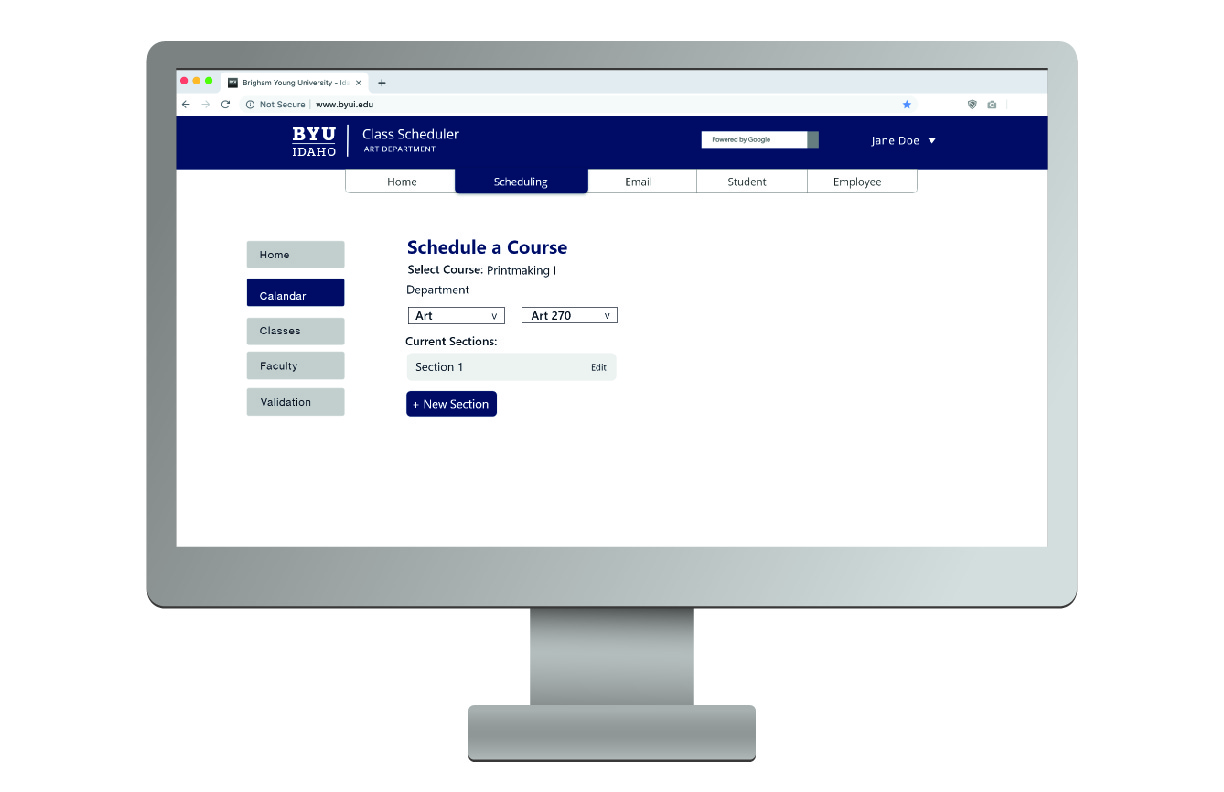 Brigham Young University - Id
Not Secure | www.byui.edu
BYU
IDAHO
Class Scheduler
ART DEPARTMENT
Powered by Google
Jane Doe
Home Scheduling Email Student Employee
Home
Calandar
Classes
Faculty
Validation
Schedule a Course
Select Course: Printmaking I
Department
Art v Art 270 v
Current Sections:
Section 1 Edit
+ New Section